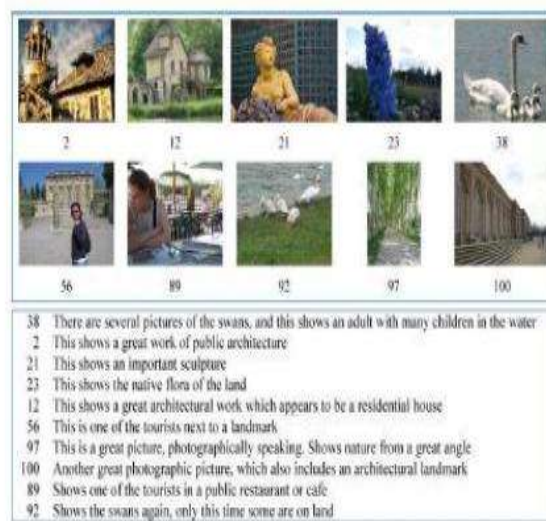 2 12 21 23 38
56 89 92 97 100
38 There are several pictures of the swans, and this shows an adult with many children in the water
2 This shows a great work of public architecture
21 This shows an important sculpture
23 This shows the native flora of the land
12 This shows a great architectural work which appears to be a residential house
56 This is one of the tourists next to a landmark
97 This is a great picture, photographically speaking. Shows nature from a great angle
100 Another great photographic picture, which also includes an architectural landmark
89 Shows one of the tourists in a public restaurant or cafe
92 Shows the swans again, only this time some are on land